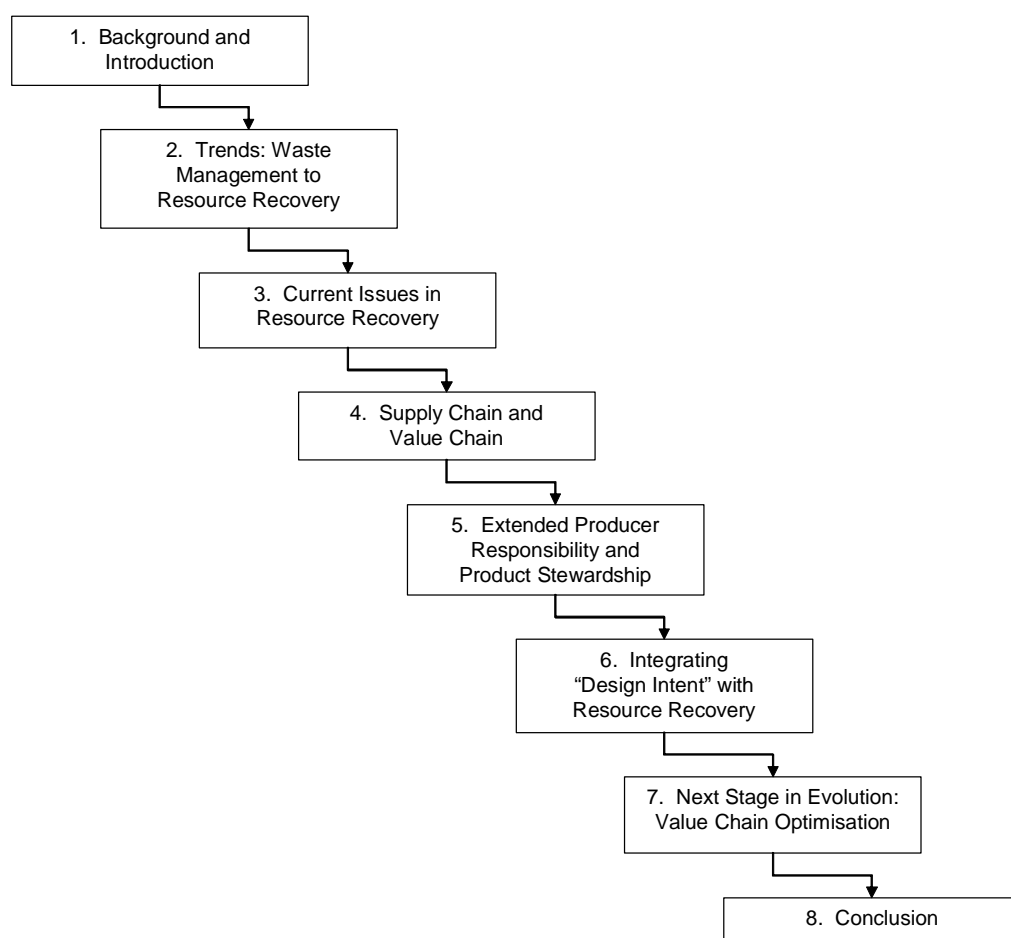 1. Background and
Introduction
2. Trends: Waste
Management to
Resource Recovery
3. Current Issues in
Resource Recovery
4. Supply Chain and
Value Chain
5. Extended Producer
Responsibility and
Product Stewardship
6. Integrating
“Design Intent” with
Resource Recovery
7. Next Stage in Evolution:
Value Chain Optimisation
8. Conclusion